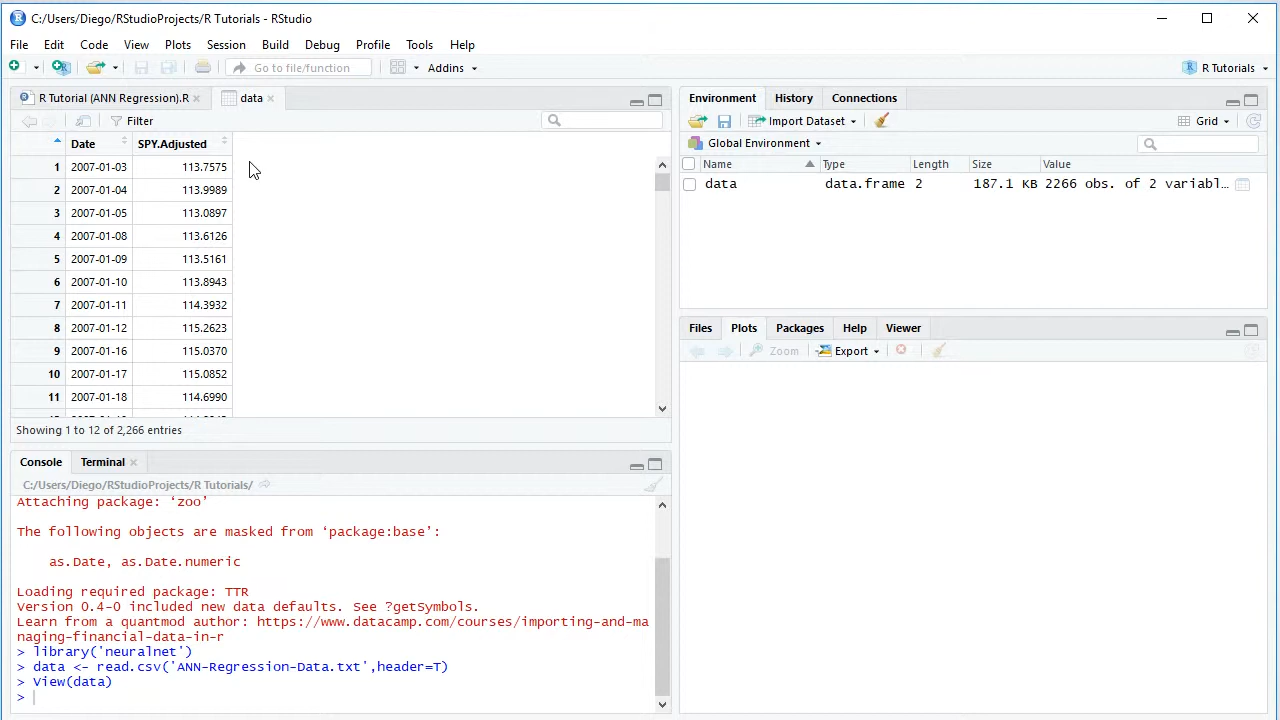 C:/Users/Diego/RStudioProjects/R Tutorials - RStudio
File Edit Code View Plots Session Build Debug Profile Tools Help
Go to file/function Addins R Tutorials
R Tutorial (ANN Regression).R data
Filter
Date SPY.Adjusted
1 2007-01-03 113.7575
2 2007-01-04 113.9989
3 2007-01-05 113.0897
4 2007-01-08 113.6126
5 2007-01-09 113.5161
6 2007-01-10 113.8943
7 2007-01-11 114.3932
8 2007-01-12 115.2623
9 2007-01-16 115.0370
10 2007-01-17 115.0852
11 2007-01-18 114.6990
Showing 1 to 12 of 2,266 entries
Console Terminal
C:/Users/Diego/RStudioProjects/R Tutorials/
Attaching package: ‘zoo’
The following objects are masked from ‘package:base’:
as.Date, as.Date.numeric
Loading required package: TTR
Version 0.4-0 included new data defaults. See ?getSymbols.
Learn from a quantmod author: https://www.datacamp.com/courses/importing-and-ma
naging-financial-data-in-r
> library('neuralnet')
> data <- read.csv('ANN-Regression-Data.txt',header=T)
> View(data)
>
Environment History Connections
Import Dataset Grid
Global Environment
Name Type Length Size Value
data data.frame 2 187.1 KB 2266 obs. of 2 variabl…
Files Plots Packages Help Viewer
Zoom Export